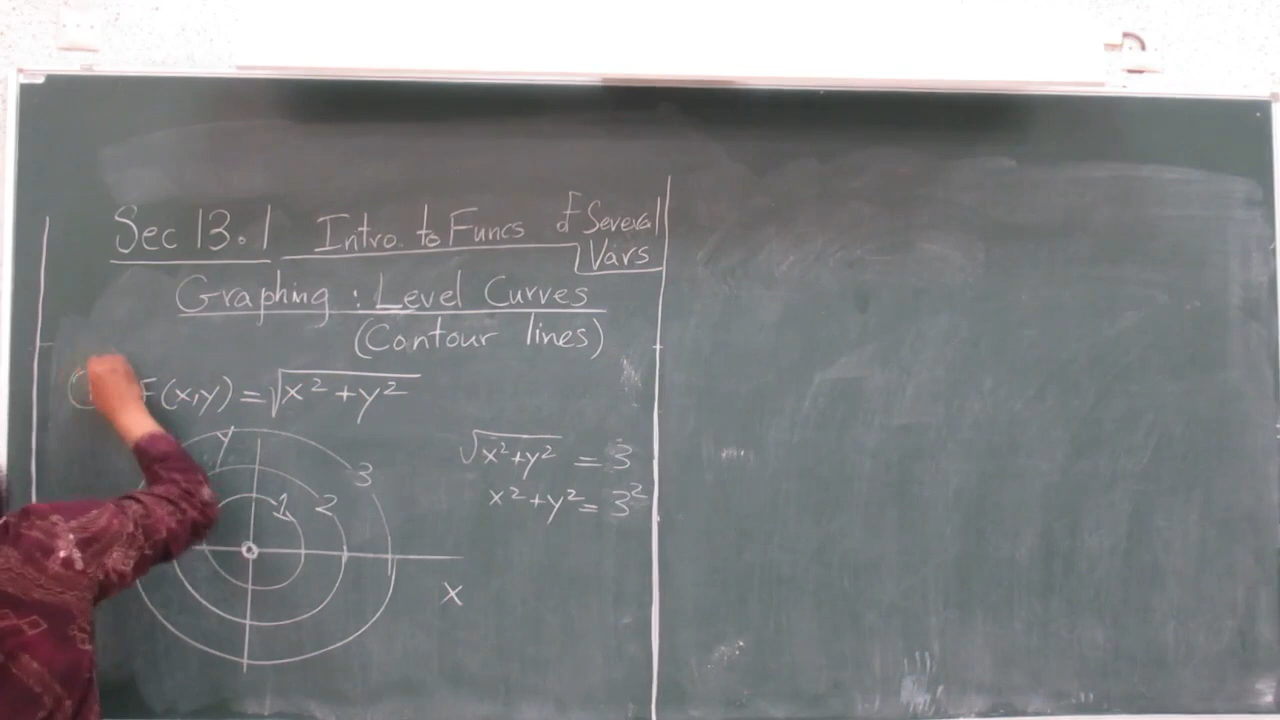 Sec 13.1 Intro. to Funcs of Several Vars
Graphing : Level Curves
(Contour lines)
F(x,y) = √x² + y²
y
3
2
1
x
√x²+y² = 3
x²+y² = 3²